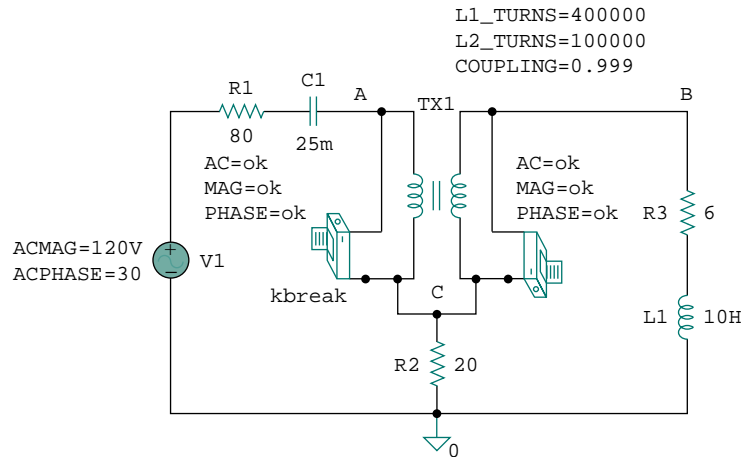 L1_TURNS=400000
L2_TURNS=100000
COUPLING=0.999
R1
C1
A
TX1
B
80
25m
AC=ok
MAG=ok
PHASE=ok
AC=ok
MAG=ok
PHASE=ok
R3
6
ACMAG=120V
ACPHASE=30
V1
kbreak
C
L1
10H
R2
20
0